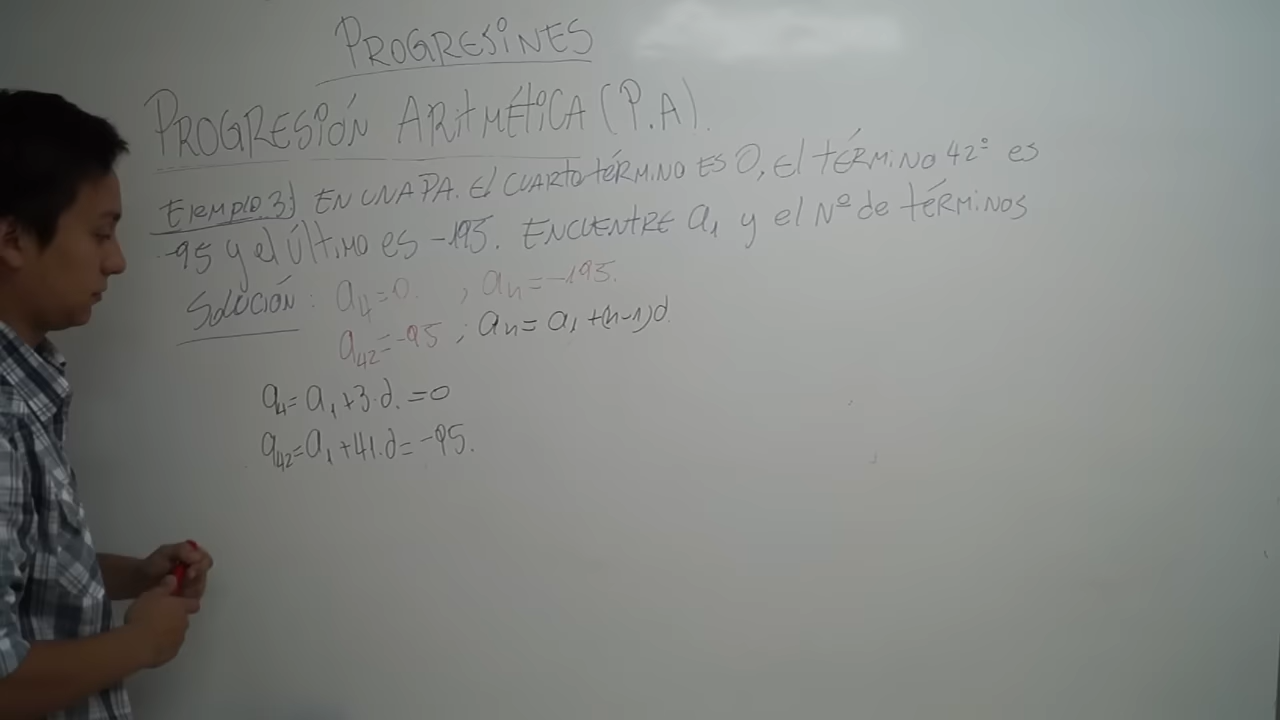 PROGRESINES
PROGRESIÓN ARITMÉTICA (P.A).
Ejemplo.3) EN UNA PA. El CUARTO TÉRMINO ES 0, El TÉRMINO 42° es
-95 y el ÚLTIMO es -195. ENCUENTRE a₁ y el Nº de TÉRMINOS
SOLUCIÓN: a₄=0. , aₙ=-195.
a₄₂=-95 ; aₙ= a₁+(n-1)d.
a₄= a₁+3.d.=0
a₄₂=a₁+41.d=-95.